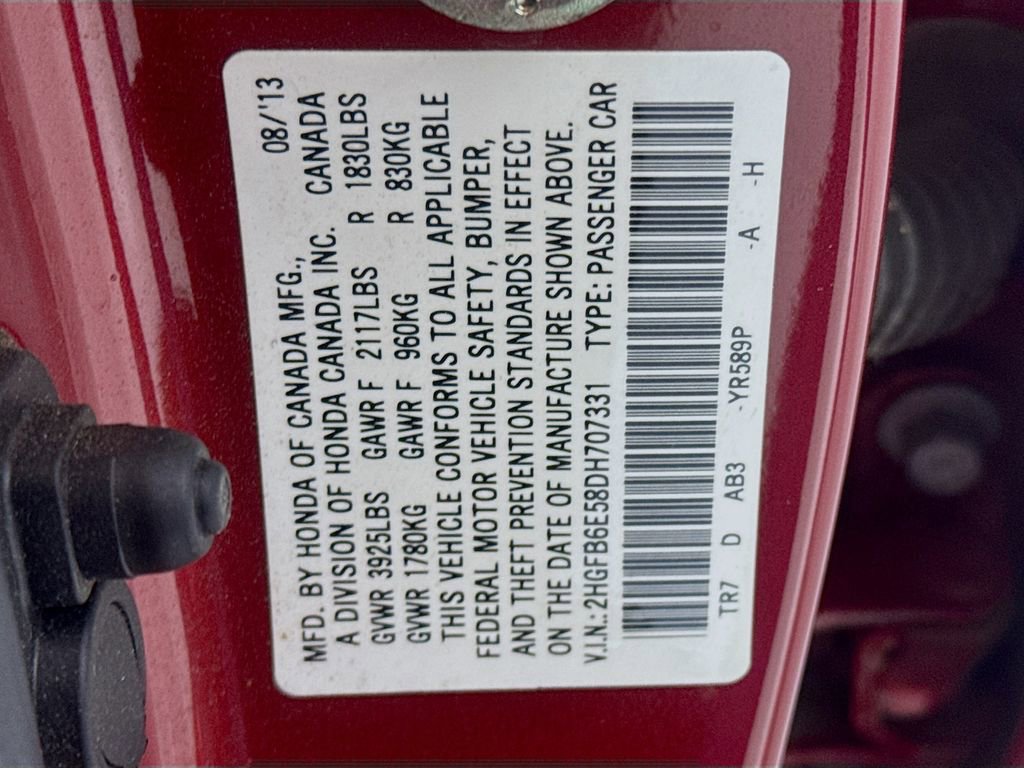 MFD. BY HONDA OF CANADA MFG., 08/'13
A DIVISION OF HONDA CANADA INC. CANADA
GVWR 3925LBS GAWR F 2117LBS R 1830LBS
GVWR 1780KG GAWR F 960KG R 830KG
THIS VEHICLE CONFORMS TO ALL APPLICABLE
FEDERAL MOTOR VEHICLE SAFETY, BUMPER,
AND THEFT PREVENTION STANDARDS IN EFFECT
ON THE DATE OF MANUFACTURE SHOWN ABOVE.
V.I.N.:2HGFB6E58DH707331 TYPE: PASSENGER CAR
TR7 D AB3 -YR589P -A -H